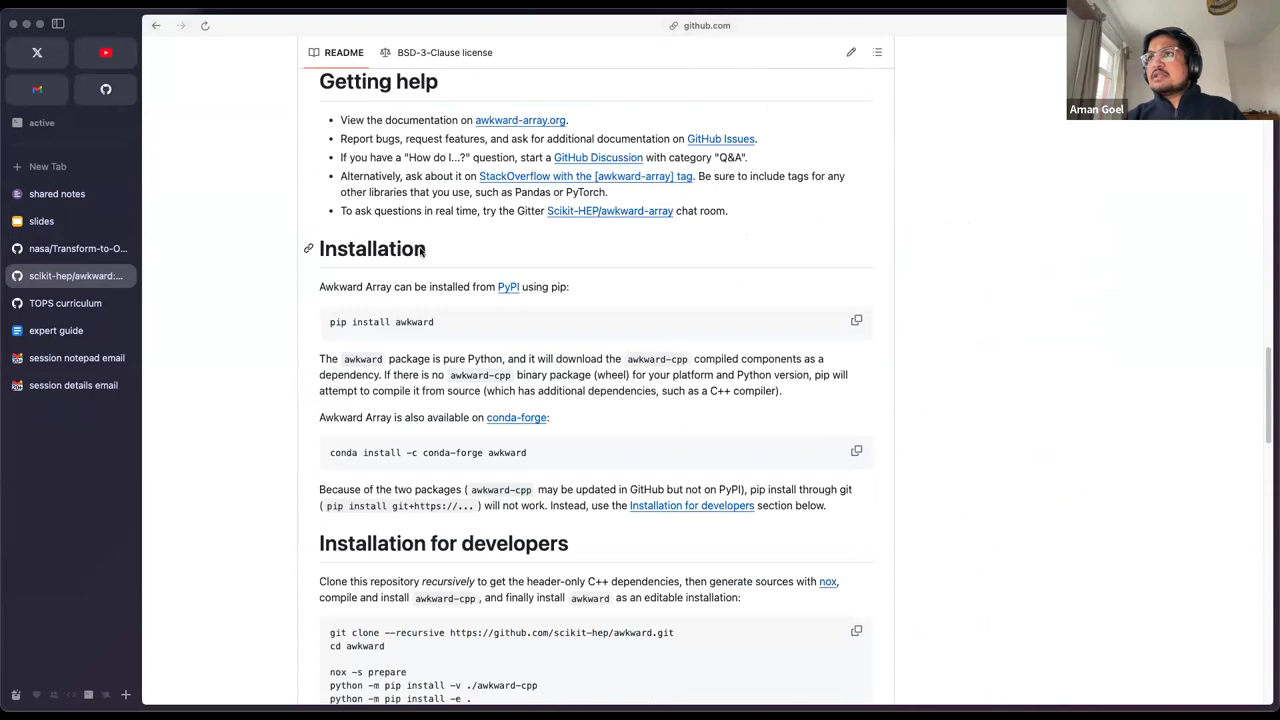 github.com
Aman Goel
active
New Tab
shared notes
slides
nasa/Transform-to-O...
scikit-hep/awkward:...
TOPS curriculum
expert guide
session notepad email
session details email
README
BSD-3-Clause license
Getting help
• View the documentation on awkward-array.org.
• Report bugs, request features, and ask for additional documentation on GitHub Issues.
• If you have a "How do I...?" question, start a GitHub Discussion with category "Q&A".
• Alternatively, ask about it on StackOverflow with the [awkward-array] tag. Be sure to include tags for any
other libraries that you use, such as Pandas or PyTorch.
• To ask questions in real time, try the Gitter Scikit-HEP/awkward-array chat room.
Installation
Awkward Array can be installed from PyPI using pip:
pip install awkward
The awkward package is pure Python, and it will download the awkward-cpp compiled components as a
dependency. If there is no awkward-cpp binary package (wheel) for your platform and Python version, pip will
attempt to compile it from source (which has additional dependencies, such as a C++ compiler).
Awkward Array is also available on conda-forge:
conda install -c conda-forge awkward
Because of the two packages ( awkward-cpp may be updated in GitHub but not on PyPI), pip install through git
( pip install git+https://... ) will not work. Instead, use the Installation for developers section below.
Installation for developers
Clone this repository recursively to get the header-only C++ dependencies, then generate sources with nox,
compile and install awkward-cpp , and finally install awkward as an editable installation:
git clone --recursive https://github.com/scikit-hep/awkward.git
cd awkward
nox -s prepare
python -m pip install -v ./awkward-cpp
python -m pip install -e .